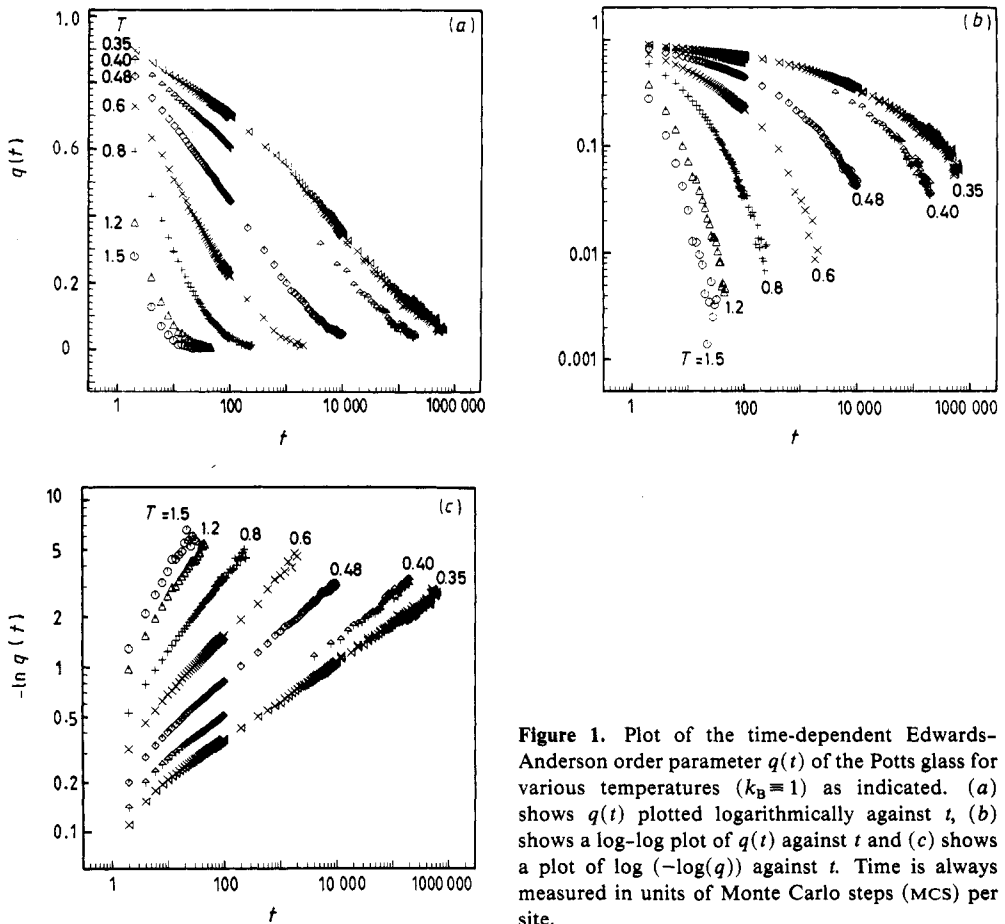 (a)
q(t)
1.0
0.6
0.2
0
T
0.35
0.40
0.48
0.6
0.8
1.2
1.5
1 100 10 000 1000 000
t
(b)
1
0.1
0.01
0.001
0.35
0.40
0.48
0.6
0.8
1.2
T=1.5
1 100 10 000 1000 000
t
(c)
-ln q(t)
10
5
2
1
0.5
0.2
0.1
T=1.5
1.2
0.8
0.6
0.48
0.40
0.35
1 100 10 000 1000 000
t
Figure 1. Plot of the time-dependent Edwards–
Anderson order parameter q(t) of the Potts glass for
various temperatures (k_B≡1) as indicated. (a)
shows q(t) plotted logarithmically against t, (b)
shows a log–log plot of q(t) against t and (c) shows
a plot of log (−log(q)) against t. Time is always
measured in units of Monte Carlo steps (MCS) per
site.